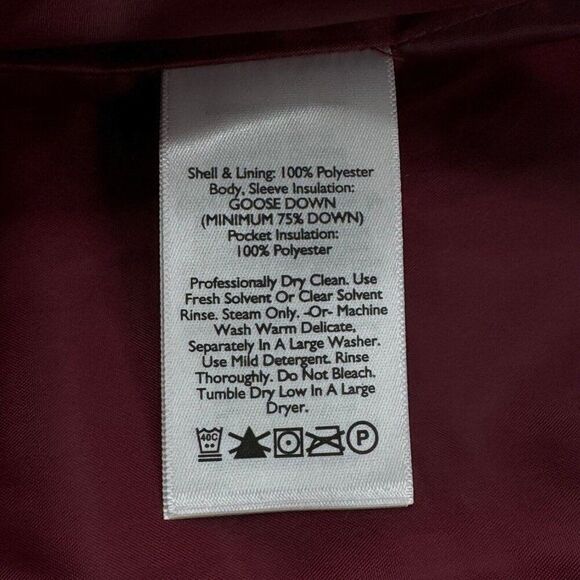 Shell & Lining: 100% Polyester
Body, Sleeve Insulation:
GOOSE DOWN
(MINIMUM 75% DOWN)
Pocket Insulation:
100% Polyester
Professionally Dry Clean. Use
Fresh Solvent Or Clear Solvent
Rinse. Steam Only. -Or- Machine
Wash Warm Delicate,
Separately In A Large Washer.
Use Mild Detergent. Rinse
Thoroughly. Do Not Bleach.
Tumble Dry Low In A Large
Dryer.
40C P